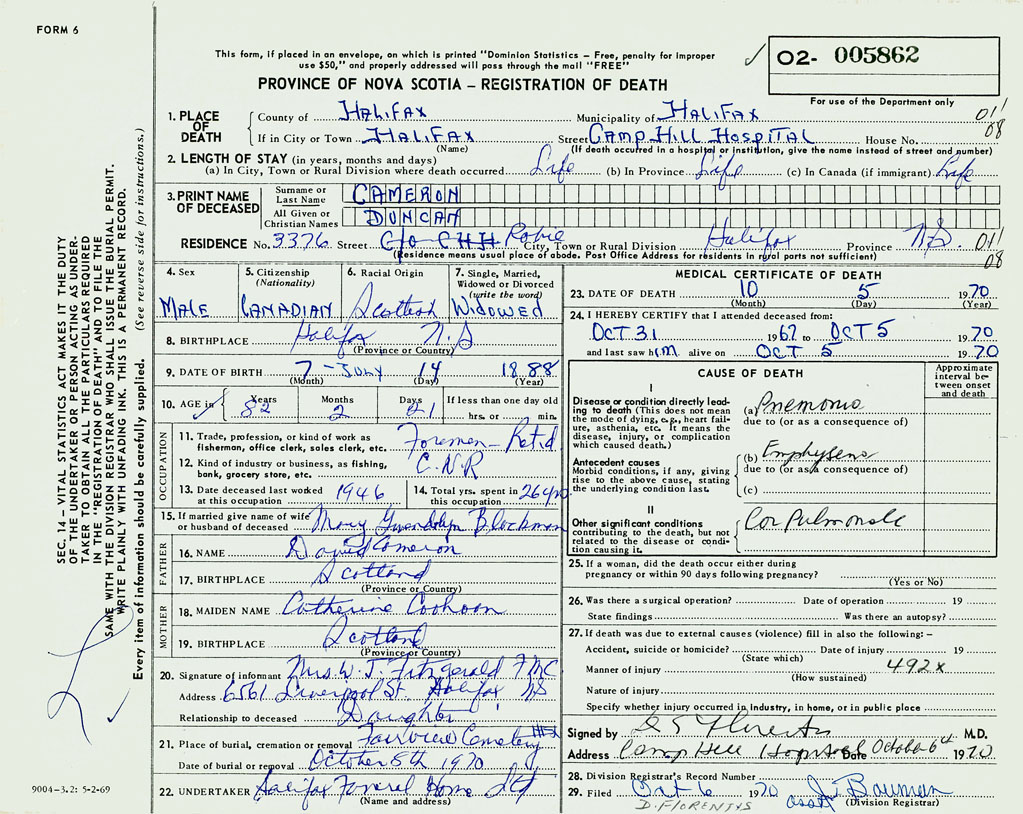 FORM 6
This form, if placed in an envelope, on which is printed "Dominion Statistics — Free, penalty for improper
use $50," and properly addressed will pass through the mail "FREE"
✓ 02- 005862
PROVINCE OF NOVA SCOTIA – REGISTRATION OF DEATH
For use of the Department only
1. PLACE OF DEATH
County of HALIFAX Municipality of HALIFAX 011
If in City or Town HALIFAX Street CAMP HILL HOSPITAL House No. 08
(Name) (If death occurred in a hospital or institution, give the name instead of street and number)
2. LENGTH OF STAY (in years, months and days)
(a) In City, Town or Rural Division where death occurred Life (b) In Province Life (c) In Canada (if immigrant) Life
3. PRINT NAME OF DECEASED
Surname or Last Name CAMERON
All Given or Christian Names DUNCAN
RESIDENCE No. 3376 Street C/o CHH Robie City, Town or Rural Division Halifax Province N.S. 011
(Residence means usual place of abode. Post Office Address for residents in rural parts not sufficient) 08
4. Sex MALE
5. Citizenship (Nationality) CANADIAN
6. Racial Origin Scottish
7. Single, Married, Widowed or Divorced (write the word) WIDOWED
8. BIRTHPLACE Halifax N.S
(Province or Country)
9. DATE OF BIRTH 7 – JULY 14 1888
(Month) (Day) (Year)
10. AGE in Years 82 Months 2 Days 21 If less than one day old hrs. or min.
OCCUPATION
11. Trade, profession, or kind of work as fisherman, office clerk, sales clerk, etc. Foremen – Ret.d
12. Kind of industry or business, as fishing, bank, grocery store, etc. C.N.R
13. Date deceased last worked at this occupation 1946
14. Total yrs. spent in this occupation 26 yrs
15. If married give name of wife or husband of deceased Mary Gwendolyn Blackman
FATHER
16. NAME David Cameron
17. BIRTHPLACE Scotland
(Province or Country)
MOTHER
18. MAIDEN NAME Catherine
19. BIRTHPLACE Scotland
(Province or Country)
20. Signature of informant Mrs W. J. Fitzgerald
Address 6561 Liverpool St. Halifax NS
Relationship to deceased Daughter
21. Place of burial, cremation or removal Fairview Cemetery
Date of burial or removal October 8th 1970
22. UNDERTAKER Halifax Funeral Home Ltd
(Name and address)
MEDICAL CERTIFICATE OF DEATH
23. DATE OF DEATH 10 5 1970
(Month) (Day) (Year)
24. I HEREBY CERTIFY that I attended deceased from:
OCT 31 1967 to OCT 5 1970
and last saw him alive on OCT 5 1970
CAUSE OF DEATH
Approximate interval between onset and death
I
Disease or condition directly leading to death (This does not mean the mode of dying, e.g., heart failure, asthenia, etc. It means the disease, injury, or complication which caused death.)
(a) Pnemonia
due to (or as a consequence of)
Antecedent causes
Morbid conditions, if any, giving rise to the above cause, stating the underlying condition last.
(b) Emphysema
due to (or as a consequence of)
(c)
II
Other significant conditions contributing to the death, but not related to the disease or condition causing it.
Cor Pulmonale
25. If a woman, did the death occur either during pregnancy or within 90 days following pregnancy?
(Yes or No)
26. Was there a surgical operation? Date of operation 19
State findings Was there an autopsy?
27. If death was due to external causes (violence) fill in also the following: –
Accident, suicide or homicide? Date of injury 19
(State which)
Manner of injury 492x
(How sustained)
Nature of injury
Specify whether injury occurred in industry, in home, or in public place
Signed by M.D.
Address Camp Hill Hospital Date October 6th 1970
28. Division Registrar's Record Number
29. Filed Oct 6 1970 J. Bauman
D. FLORENTYS (Division Registrar)
SEC. 14 – VITAL STATISTICS ACT MAKES IT THE DUTY
OF THE UNDERTAKER OR PERSON ACTING AS UNDER-
TAKER TO OBTAIN ALL THE PARTICULARS REQUIRED
IN THE "REGISTRATION OF DEATH" AND TO FILE THE
SAME WITH THE DIVISION REGISTRAR WHO SHALL ISSUE THE BURIAL PERMIT.
WRITE PLAINLY WITH UNFADING INK. THIS IS A PERMANENT RECORD.
Every item of information should be carefully supplied. (See reverse side for instructions.)
9004-3.2: 5-2-69